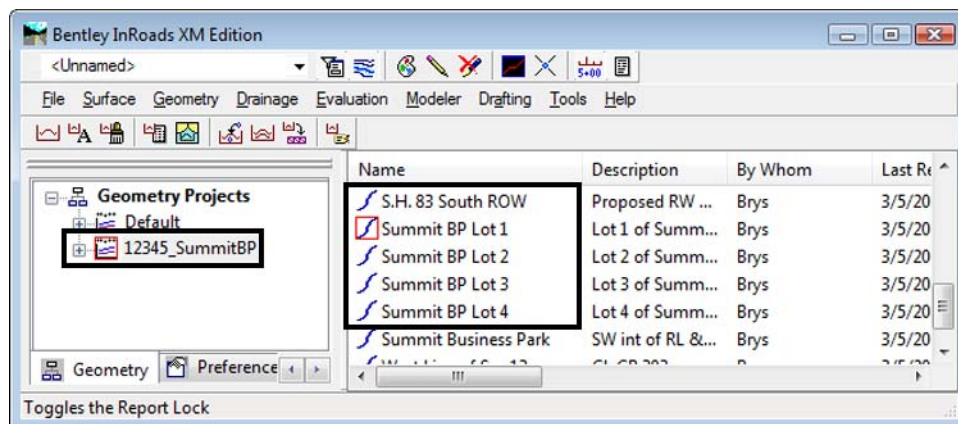 Bentley InRoads XM Edition
<Unnamed>
5+00
File Surface Geometry Drainage Evaluation Modeler Drafting Tools Help
Name Description By Whom Last Re
Geometry Projects
Default
12345_SummitBP
S.H. 83 South ROW Proposed RW ... Brys 3/5/20
Summit BP Lot 1 Lot 1 of Summ... Brys 3/5/20
Summit BP Lot 2 Lot 2 of Summ... Brys 3/5/20
Summit BP Lot 3 Lot 3 of Summ... Brys 3/5/20
Summit BP Lot 4 Lot 4 of Summ... Brys 3/5/20
Summit Business Park SW int of RL &... Brys 3/5/20
Geometry Preference
Toggles the Report Lock